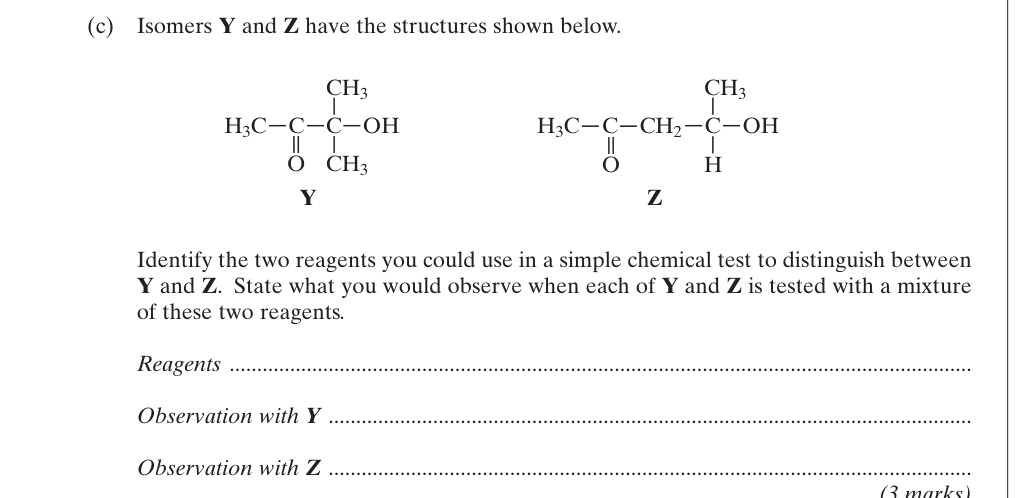 (c) Isomers Y and Z have the structures shown below.
CH₃ CH₃
H₃C—C—C—OH H₃C—C—CH₂—C—OH
O CH₃ O H
Y Z
Identify the two reagents you could use in a simple chemical test to distinguish between
Y and Z. State what you would observe when each of Y and Z is tested with a mixture
of these two reagents.
Reagents
Observation with Y
Observation with Z
(3 marks)